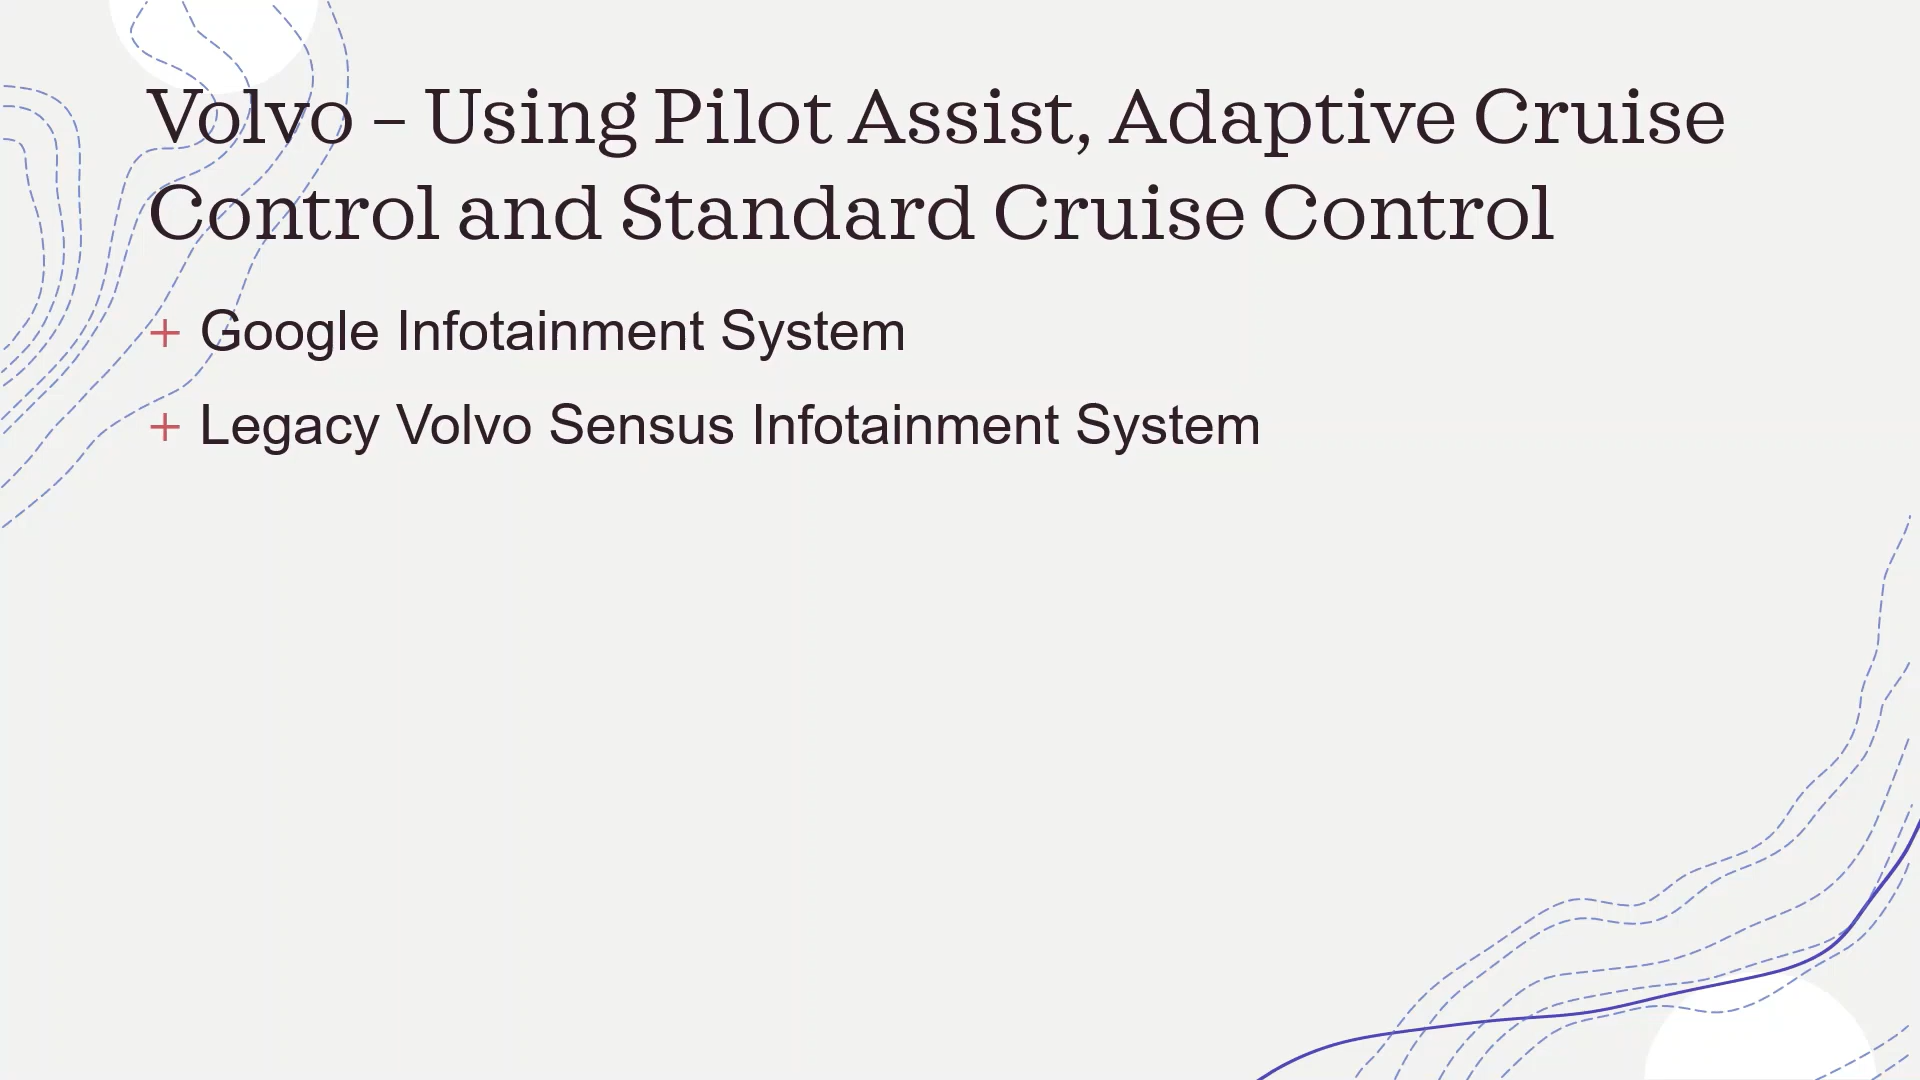 Volvo – Using Pilot Assist, Adaptive Cruise
Control and Standard Cruise Control
+ Google Infotainment System
+ Legacy Volvo Sensus Infotainment System